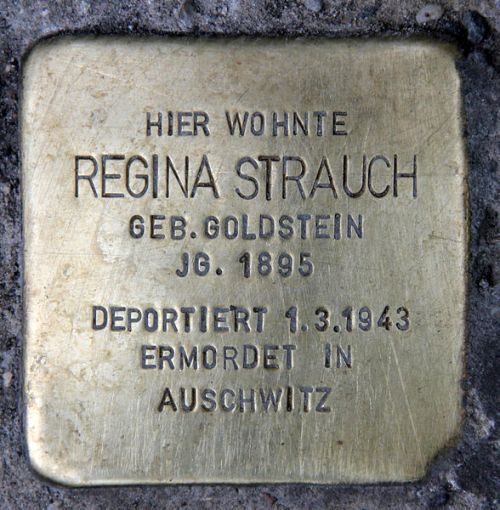 HIER WOHNTE
REGINA STRAUCH
GEB. GOLDSTEIN
JG. 1895
DEPORTIERT 1.3.1943
ERMORDET IN
AUSCHWITZ